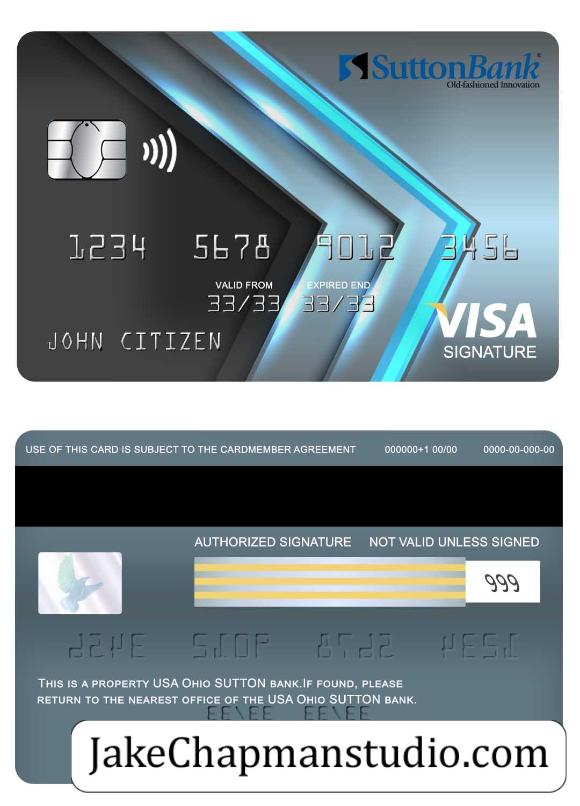 SuttonBank®
Old-fashioned Innovation
1234 5678 9012 3456
VALID FROM EXPIRED END
33/33 33/33
JOHN CITIZEN
VISA
SIGNATURE
USE OF THIS CARD IS SUBJECT TO THE CARDMEMBER AGREEMENT 000000+1 00/00 0000-00-000-00
AUTHORIZED SIGNATURE NOT VALID UNLESS SIGNED
999
THIS IS A PROPERTY USA OHIO SUTTON BANK.IF FOUND, PLEASE
RETURN TO THE NEAREST OFFICE OF THE USA OHIO SUTTON BANK.
JakeChapmanstudio.com